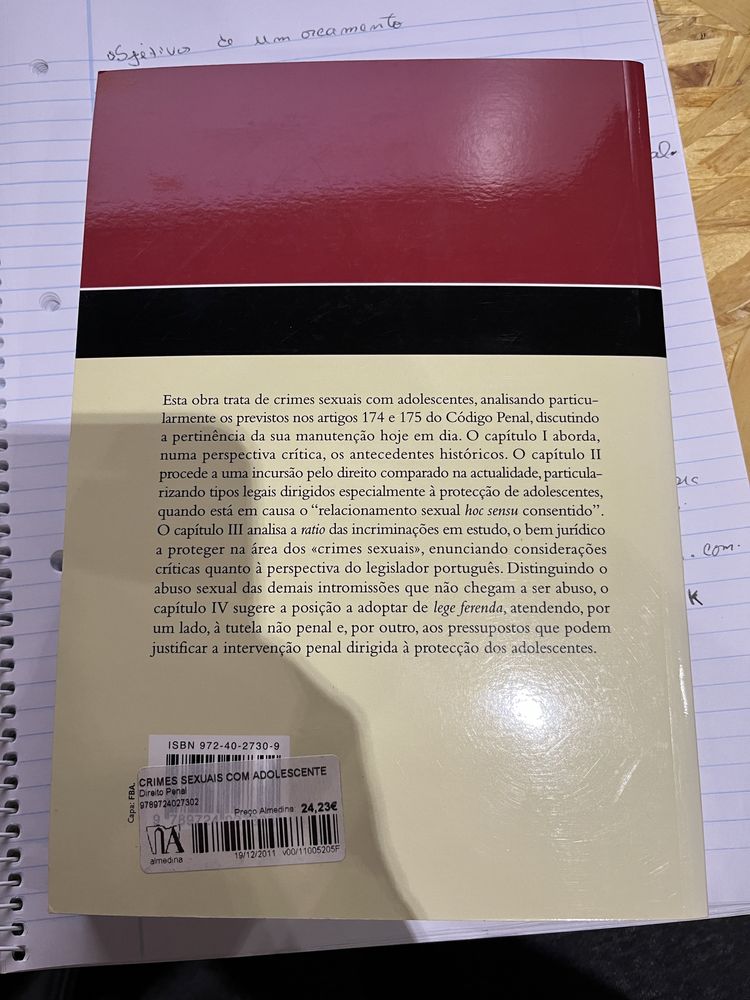 objetivo de um orcamento
al.
Esta obra trata de crimes sexuais com adolescentes, analisando particu-
larmente os previstos nos artigos 174 e 175 do Código Penal, discutindo
a pertinência da sua manutenção hoje em dia. O capítulo I aborda,
numa perspectiva crítica, os antecedentes históricos. O capítulo II
procede a uma incursão pelo direito comparado na actualidade, particula-
rizando tipos legais dirigidos especialmente à protecção de adolescentes,
quando está em causa o “relacionamento sexual hoc sensu consentido”.
O capítulo III analisa a ratio das incriminações em estudo, o bem jurídico
a proteger na área dos «crimes sexuais», enunciando considerações
críticas quanto à perspectiva do legislador português. Distinguindo o
abuso sexual das demais intromissões que não chegam a ser abuso, o
capítulo IV sugere a posição a adoptar de lege ferenda, atendendo, por
um lado, à tutela não penal e, por outro, aos pressupostos que podem
justificar a intervenção penal dirigida à protecção dos adolescentes.
. com.
K
ISBN 972-40-2730-9
Capa: FBA.
CRIMES SEXUAIS COM ADOLESCENTE
Direito Penal
9789724027302
Preço Almedina 24,23€
almedina
19/12/2011 v00/11005205F